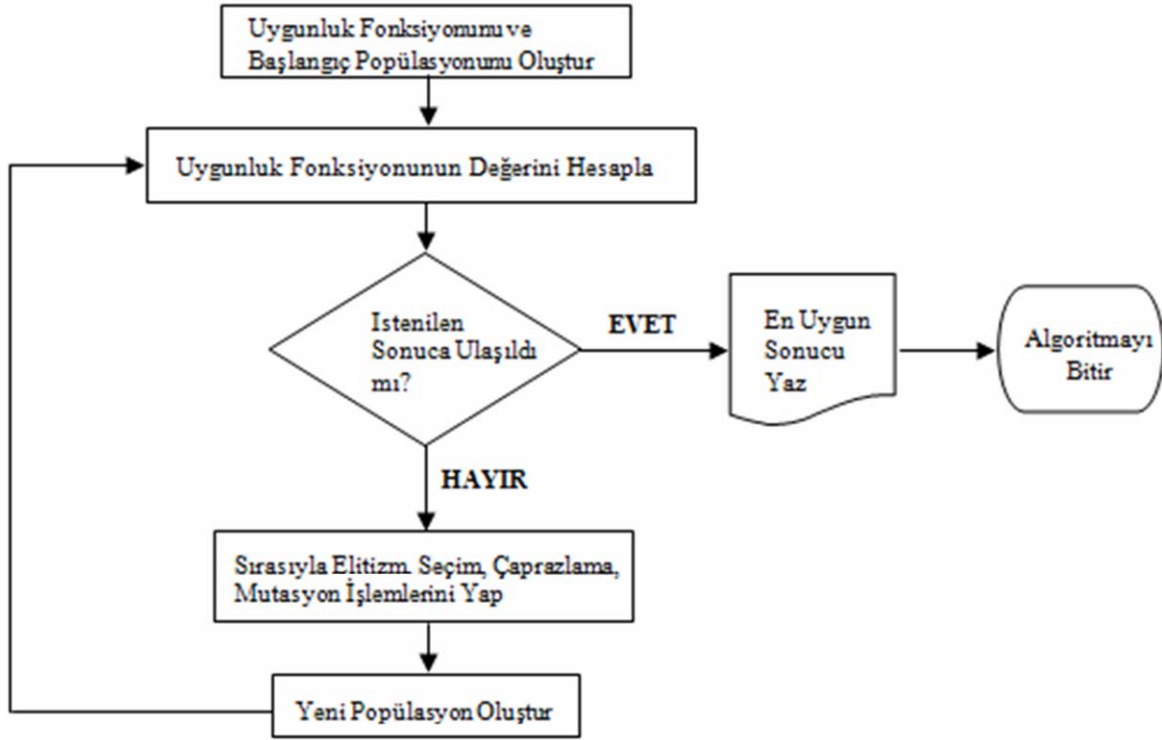 Uygunluk Fonksiyonunu ve
Başlangıç Popülasyonunu Oluştur
Uygunluk Fonksiyonunun Değerini Hesapla
Istenilen
Sonuca Ulaşıldı
mı?
EVET
En Uygun
Sonucu
Yaz
Algoritmayı
Bitir
HAYIR
Sırasıyla Elitizm. Seçim, Çaprazlama,
Mutasyon İşlemlerini Yap
Yeni Popülasyon Oluştur